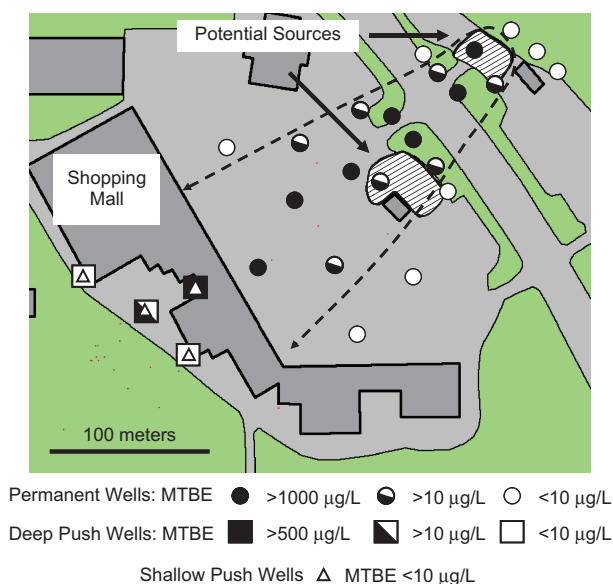 Potential Sources
Shopping
Mall
100 meters
Permanent Wells: MTBE >1000 μg/L >10 μg/L <10 μg/L
Deep Push Wells: MTBE >500 μg/L >10 μg/L <10 μg/L
Shallow Push Wells MTBE <10 μg/L